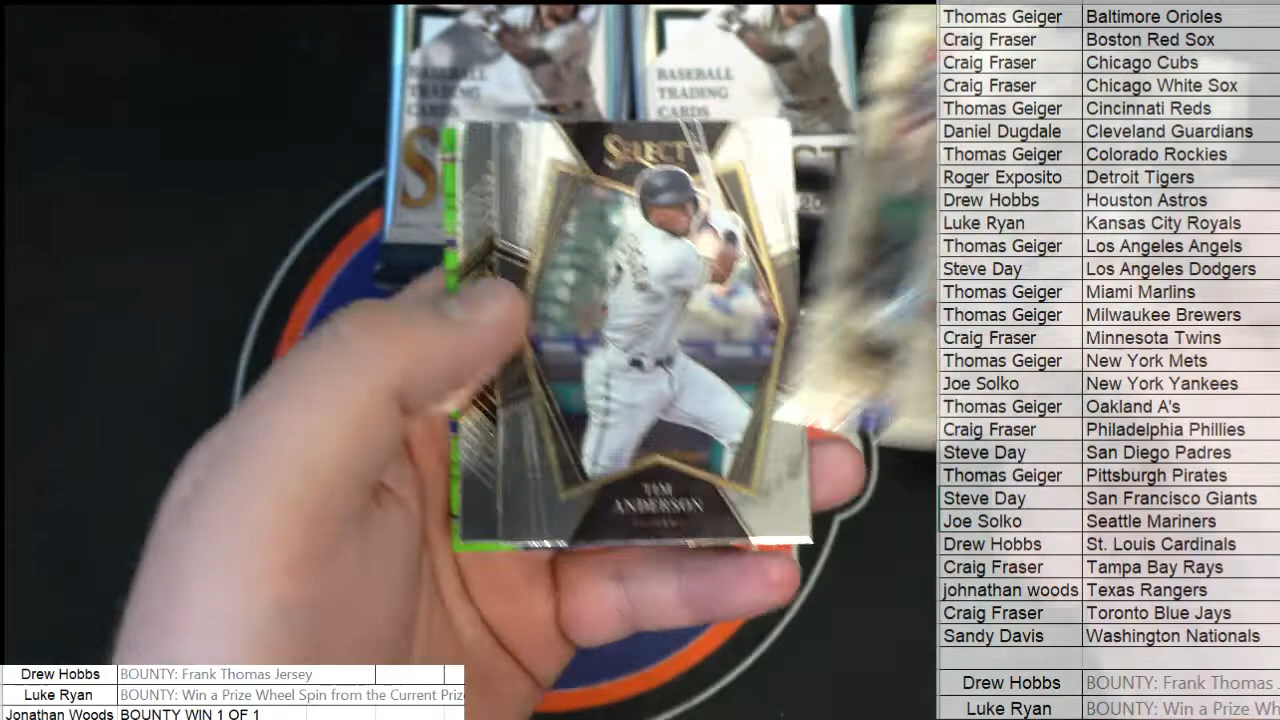 BASEBALL
TRADING
CARDS
BASEBALL
TRADING
CARDS
SELECT
TIM
ANDERSON
Thomas Geiger Baltimore Orioles
Craig Fraser Boston Red Sox
Craig Fraser Chicago Cubs
Craig Fraser Chicago White Sox
Thomas Geiger Cincinnati Reds
Daniel Dugdale Cleveland Guardians
Thomas Geiger Colorado Rockies
Roger Exposito Detroit Tigers
Drew Hobbs Houston Astros
Luke Ryan Kansas City Royals
Thomas Geiger Los Angeles Angels
Steve Day Los Angeles Dodgers
Thomas Geiger Miami Marlins
Thomas Geiger Milwaukee Brewers
Craig Fraser Minnesota Twins
Thomas Geiger New York Mets
Joe Solko New York Yankees
Thomas Geiger Oakland A's
Craig Fraser Philadelphia Phillies
Steve Day San Diego Padres
Thomas Geiger Pittsburgh Pirates
Steve Day San Francisco Giants
Joe Solko Seattle Mariners
Drew Hobbs St. Louis Cardinals
Craig Fraser Tampa Bay Rays
johnathan woods Texas Rangers
Craig Fraser Toronto Blue Jays
Sandy Davis Washington Nationals
Drew Hobbs BOUNTY: Frank Thomas
Luke Ryan BOUNTY: Win a Prize Wh
Drew Hobbs BOUNTY: Frank Thomas Jersey
Luke Ryan BOUNTY: Win a Prize Wheel Spin from the Current Prize
Jonathan Woods BOUNTY WIN 1 OF 1